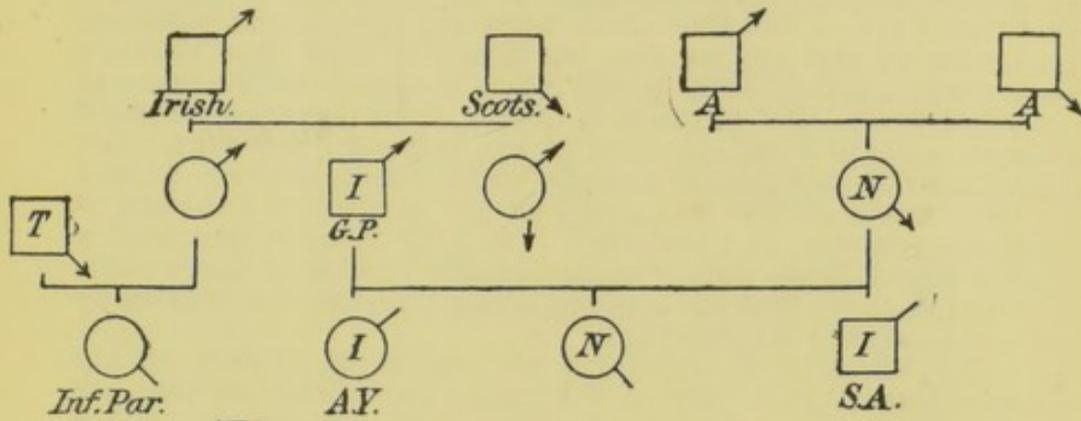 Irish.
Scots.
A
A
I
G.P.
N
T
I
N
I
Inf. Par.
A.Y.
S.A.